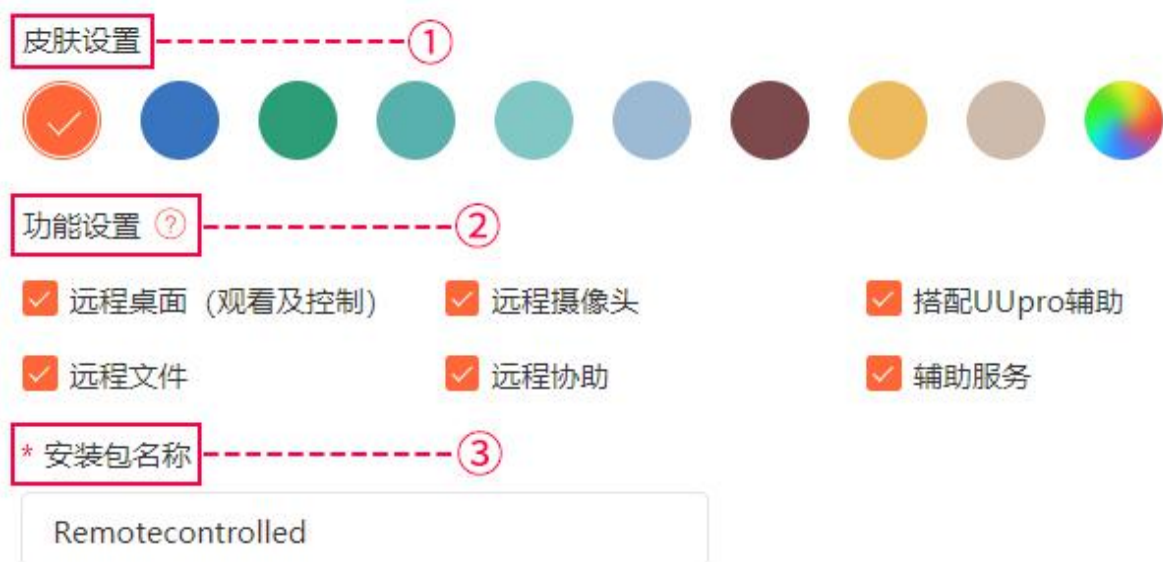 皮肤设置 ①
功能设置 ? ②
远程桌面（观看及控制） 远程摄像头 搭配UUpro辅助
远程文件 远程协助 辅助服务
* 安装包名称 ③
Remotecontrolled